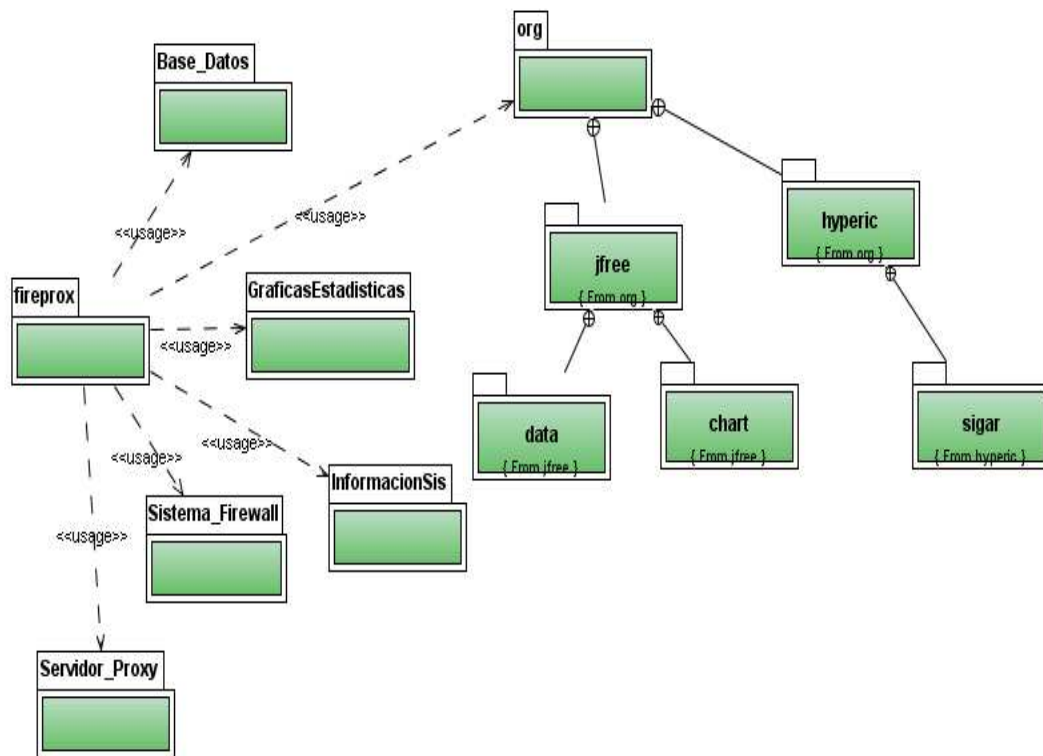 org
Base_Datos
<<usage>>
<<usage>>
hyperic
{ From org }
jfree
{ From org }
fireprox
GraficasEstadisticas
<<usage>>
data
{ From jfree }
chart
{ From jfree }
sigar
{ From hyperic }
<<usage>>
<<usage>>
InformacionSis
Sistema_Firewall
<<usage>>
Servidor_Proxy